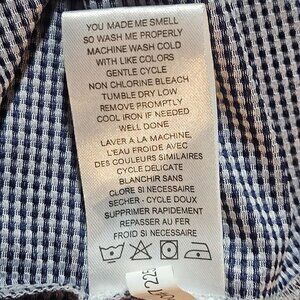 YOU MADE ME SMELL
SO WASH ME PROPERLY
MACHINE WASH COLD
WITH LIKE COLORS
GENTLE CYCLE
NON CHLORINE BLEACH
TUMBLE DRY LOW
REMOVE PROMPTLY
COOL IRON IF NEEDED
WELL DONE
LAVER A LA MACHINE,
L'EAU FROIDE AVEC
DES COULEURS SIMILAIRES
CYCLE DELICATE
BLANCHIR SANS
CLORE SI NECESSAIRE
SECHER - CYCLE DOUX
SUPPRIMER RAPIDEMENT
REPASSER AU FER
FROID SI NECESSAIRE